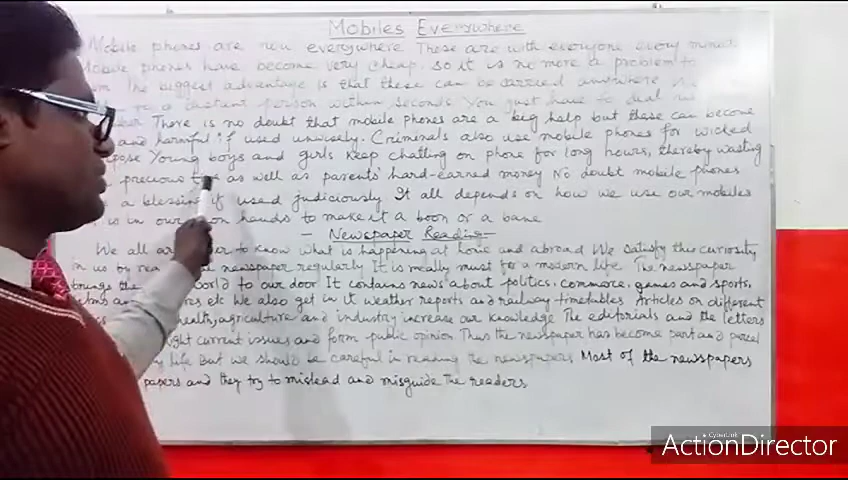 Mobiles Everywhere
Mobile phones are now everywhere These are with everyone every minute
Mobile phones have become very cheap. so it is no more a problem to
The biggest advantage is that these can be carried anywhere
a distant person within seconds You just have to dial
There is no doubt that mobile phones are a big help but these can become
and harmful if used unwisely. Criminals also use mobile phones for wicked
Young boys and girls keep chatting on phone for long hours, thereby wasting
precious as well as parents' hard-earned money No doubt mobile phones
a blessing if used judiciously It all depends on how we use our mobiles
is in our hands to make it a boon or a bane
- Newspaper Reading -
We all are to know what is happening at home and abroad We satisfy this curiosity
in us by newspaper regularly It is really must for a modern life The newspaper
brings the world to our door It contains news about politics, commerce, games and sports,
etc We also get in it weather reports and railway timetables Articles on different
health, agriculture and industry increase our knowledge The editorials and the letters
current issues and form public opinion Thus the newspaper has become part and parcel
life But we should be careful in reading the newspapers Most of the newspapers
papers and they try to mislead and misguide the readers
CyberLink
ActionDirector